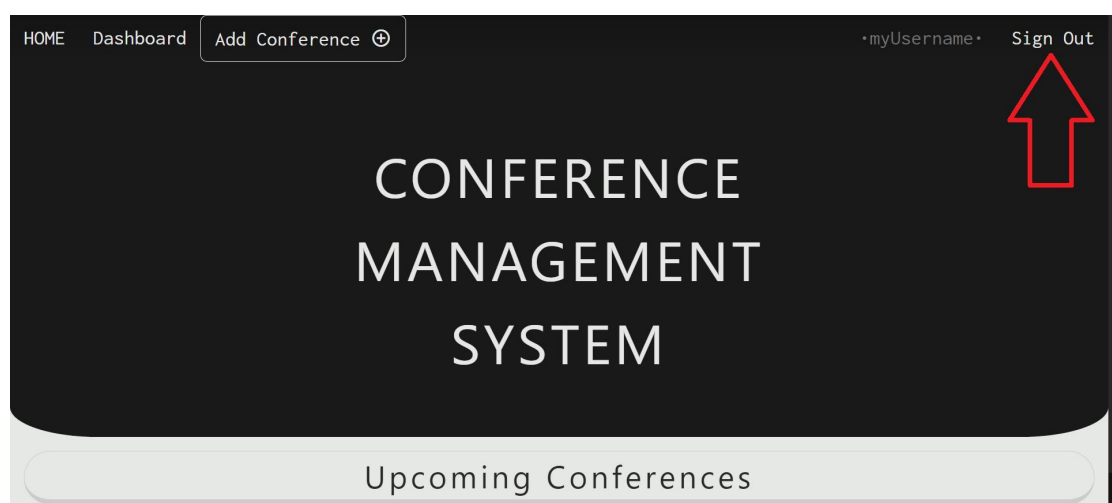 HOME Dashboard Add Conference ⊕ ·myUsername· Sign Out
CONFERENCE
MANAGEMENT
SYSTEM
Upcoming Conferences